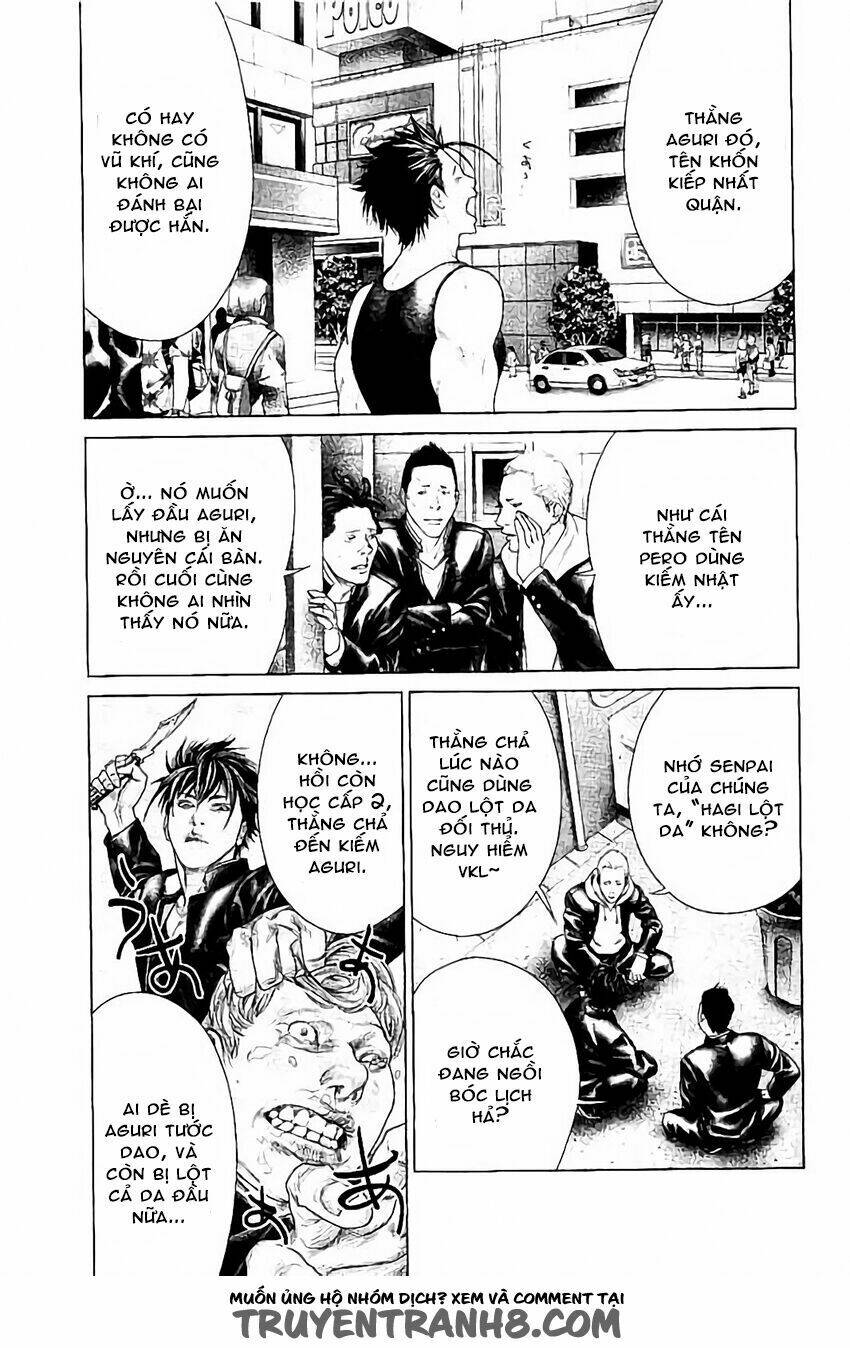 Polco
THẰNG
AGURI ĐÓ,
TÊN KHỐN
KIẾP NHẤT
QUẬN.
CÓ HAY
KHÔNG CÓ
VŨ KHÍ, CŨNG
KHÔNG AI
ĐÁNH BẠI
ĐƯỢC HẮN.
NHƯ CÁI
THẰNG TÊN
PERO DÙNG
KIẾM NHẬT
ẤY...
Ờ... NÓ MUỐN
LẤY ĐẦU AGURI,
NHƯNG BỊ ĂN
NGUYÊN CÁI BÀN.
RỒI CUỐI CÙNG
KHÔNG AI NHÌN
THẤY NÓ NỮA.
NHỚ SENPAI
CỦA CHÚNG
TA, “HAGI LỘT
DA” KHÔNG?
THẰNG CHẢ
LÚC NÀO
CŨNG DÙNG
DAO LỘT DA
ĐỐI THỦ.
NGUY HIỂM
VKL~
GIỜ CHẮC
ĐANG NGỒI
BÓC LỊCH
HẢ?
KHÔNG...
HỒI CÒN
HỌC CẤP 2,
THẰNG CHẢ
ĐẾN KIẾM
AGURI.
AI DÈ BỊ
AGURI TƯỚC
DAO, VÀ
CÒN BỊ LỘT
CẢ DA ĐẦU
NỮA...
MUỐN ỦNG HỘ NHÓM DỊCH? XEM VÀ COMMENT TẠI
TRUYENTRANH8.COM